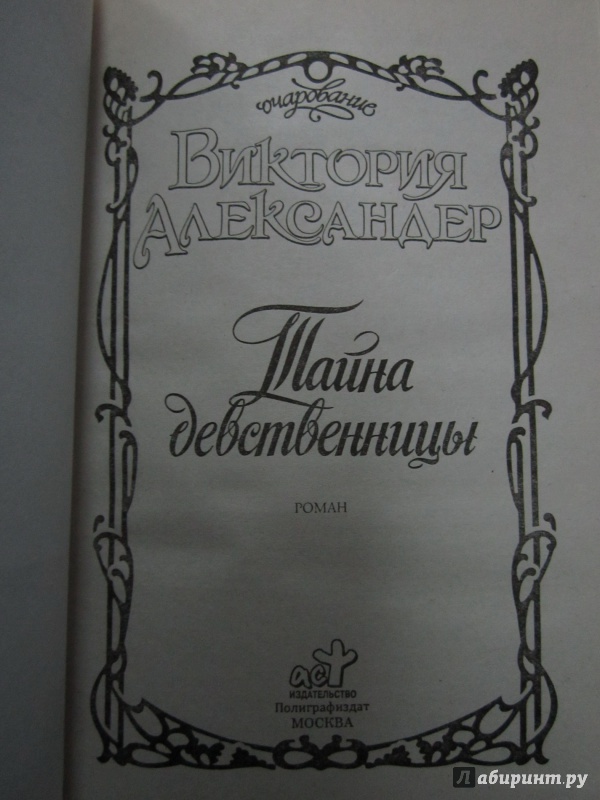 Очарование
Виктория
Александер
Тайна
девственницы
РОМАН
аст
ИЗДАТЕЛЬСТВО
Полиграфиздат
МОСКВА
Лабиринт.ру